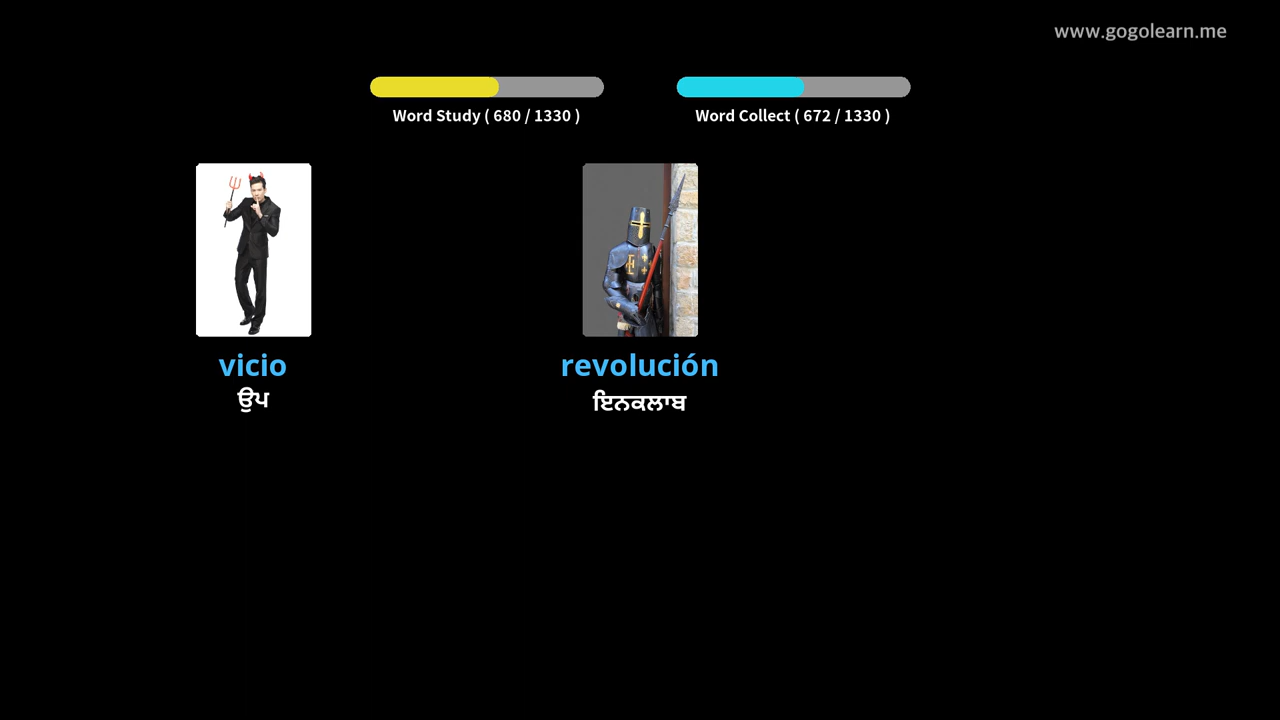 www.gogolearn.me
Word Study ( 680 / 1330 )
Word Collect ( 672 / 1330 )
vicio
ਉਪ
revolución
ਇਨਕਲਾਬ